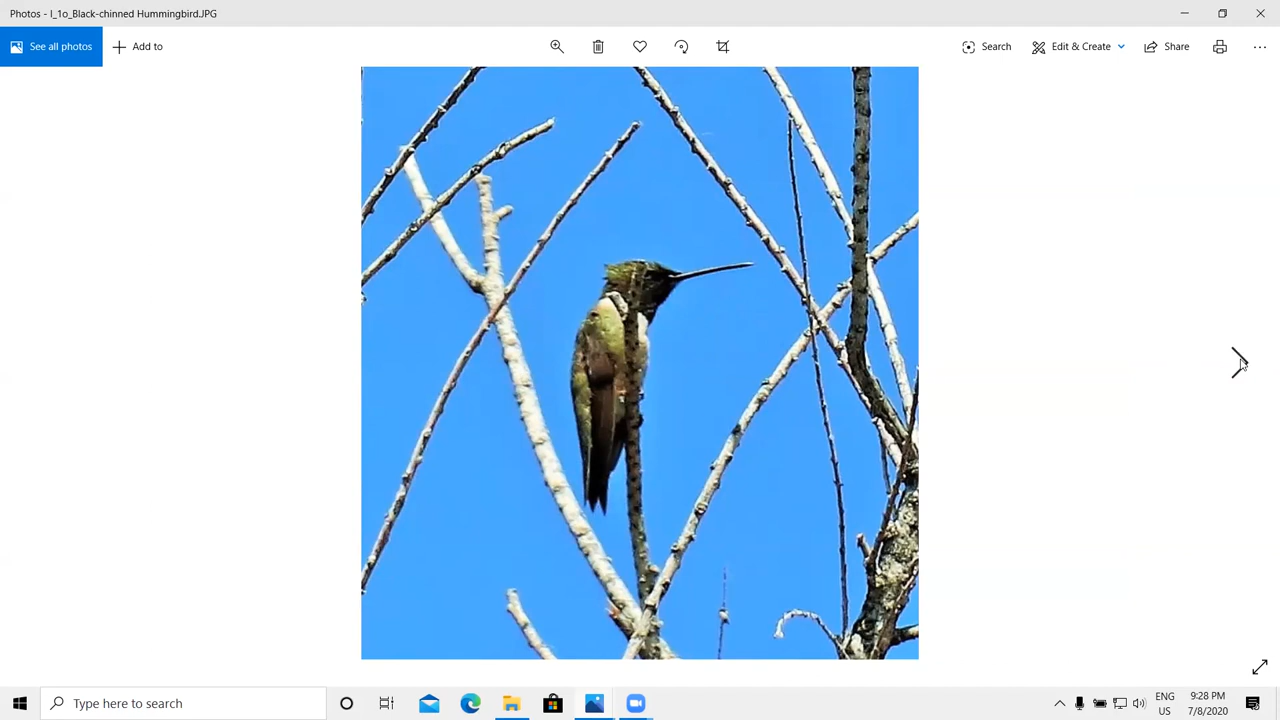 Photos - I_1o_Black-chinned Hummingbird.JPG
See all photos
Add to
Search
Edit & Create
Share
Type here to search
ENG
US
9:28 PM
7/8/2020